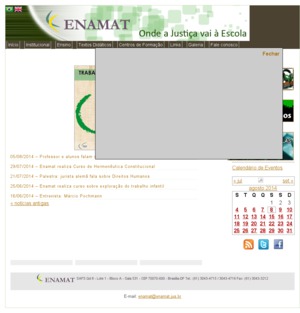 ENAMAT
Onde a Justiça vai à Escola
Início | Institucional | Ensino | Textos Didáticos | Centros de Formação | Links | Galeria | Fale conosco
Fechar
TRABA
05/08/2014 – Professor e alunos falam
29/07/2014 – Enamat realiza Curso de Hermenêutica Constitucional
21/07/2014 – Palestra: jurista alemã fala sobre Direitos Humanos
25/06/2014 – Enamat realiza curso sobre exploração do trabalho infantil
18/06/2014 – Entrevista: Márcio Pochmann
» notícias antigas
Calendário de Eventos
« jul
set »
agosto 2014
1 2
3 4 5 6 7 8 9
10 11 12 13 14 15 16
17 18 19 20 21 22 23
24 25 26 27 28 29 30
31
ENAMAT
E-mail: enamat@enamat.jus.br